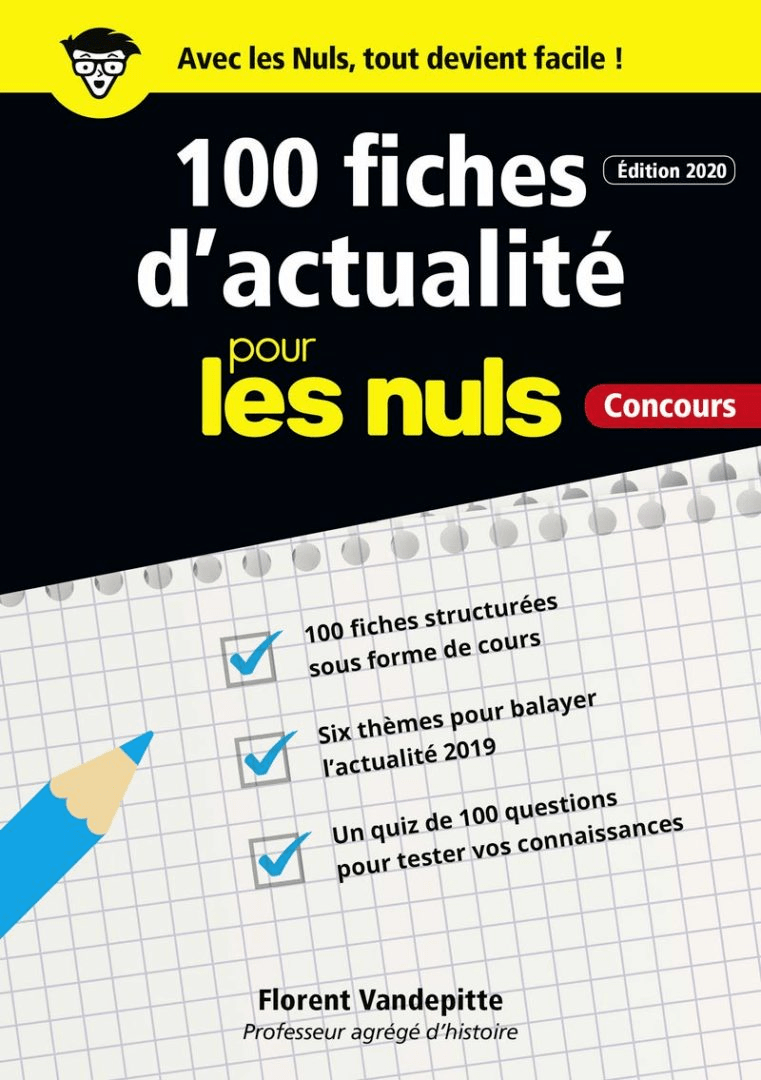 Avec les Nuls, tout devient facile !
100 fiches
Édition 2020
d'actualité
pour
les nuls
Concours
100 fiches structurées
sous forme de cours
Six thèmes pour balayer
l'actualité 2019
Un quiz de 100 questions
pour tester vos connaissances
Florent Vandepitte
Professeur agrégé d'histoire